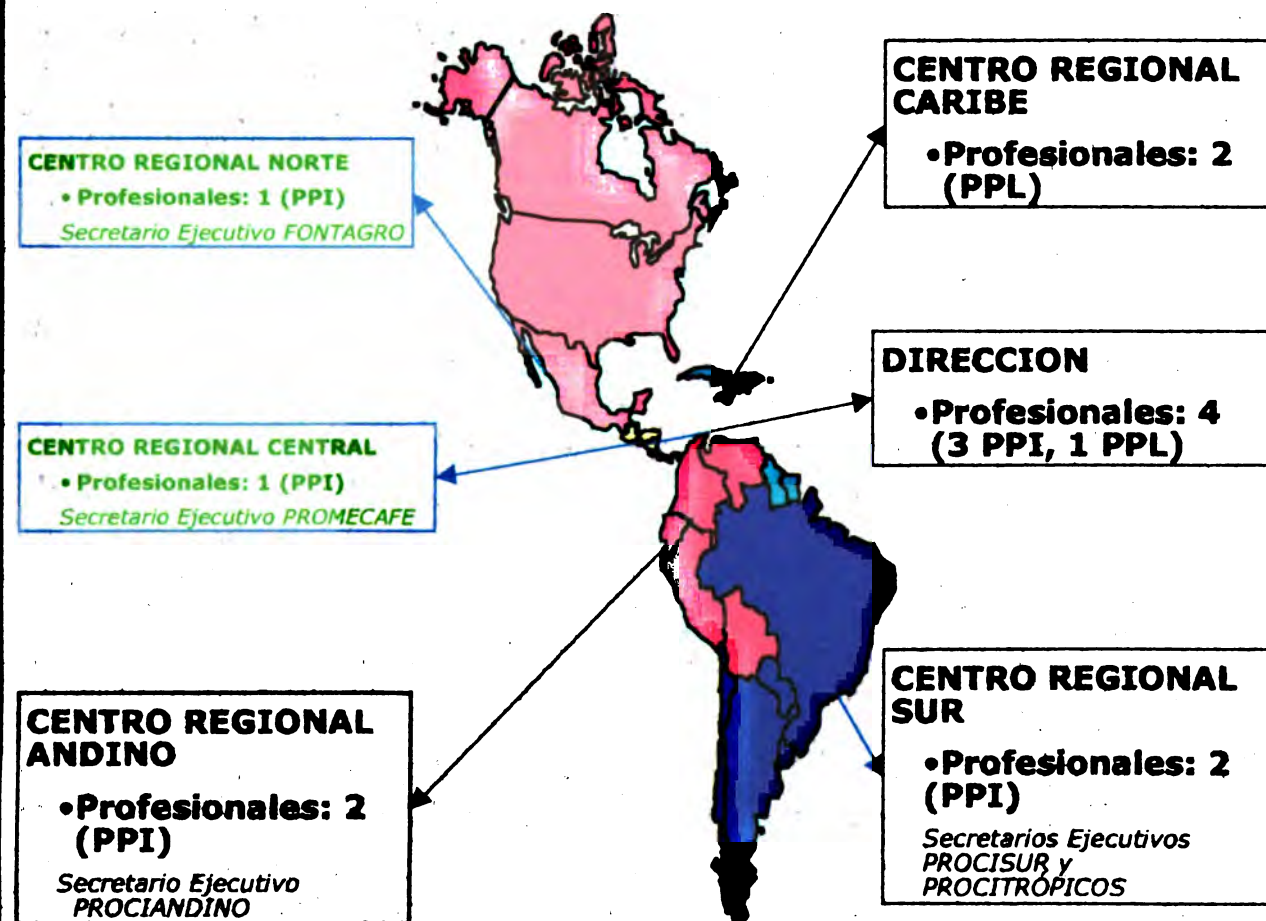 CENTRO REGIONAL NORTE
• Profesionales: 1 (PPI)
Secretario Ejecutivo FONTAGRO
CENTRO REGIONAL CENTRAL
• Profesionales: 1 (PPI)
Secretario Ejecutivo PROMECAFE
CENTRO REGIONAL
ANDINO
•Profesionales: 2
(PPI)
Secretario Ejecutivo
PROCIANDINO
CENTRO REGIONAL
CARIBE
•Profesionales: 2
(PPL)
DIRECCION
•Profesionales: 4
(3 PPI, 1 PPL)
CENTRO REGIONAL
SUR
•Profesionales: 2
(PPI)
Secretarios Ejecutivos
PROCISUR y
PROCITRÓPICOS